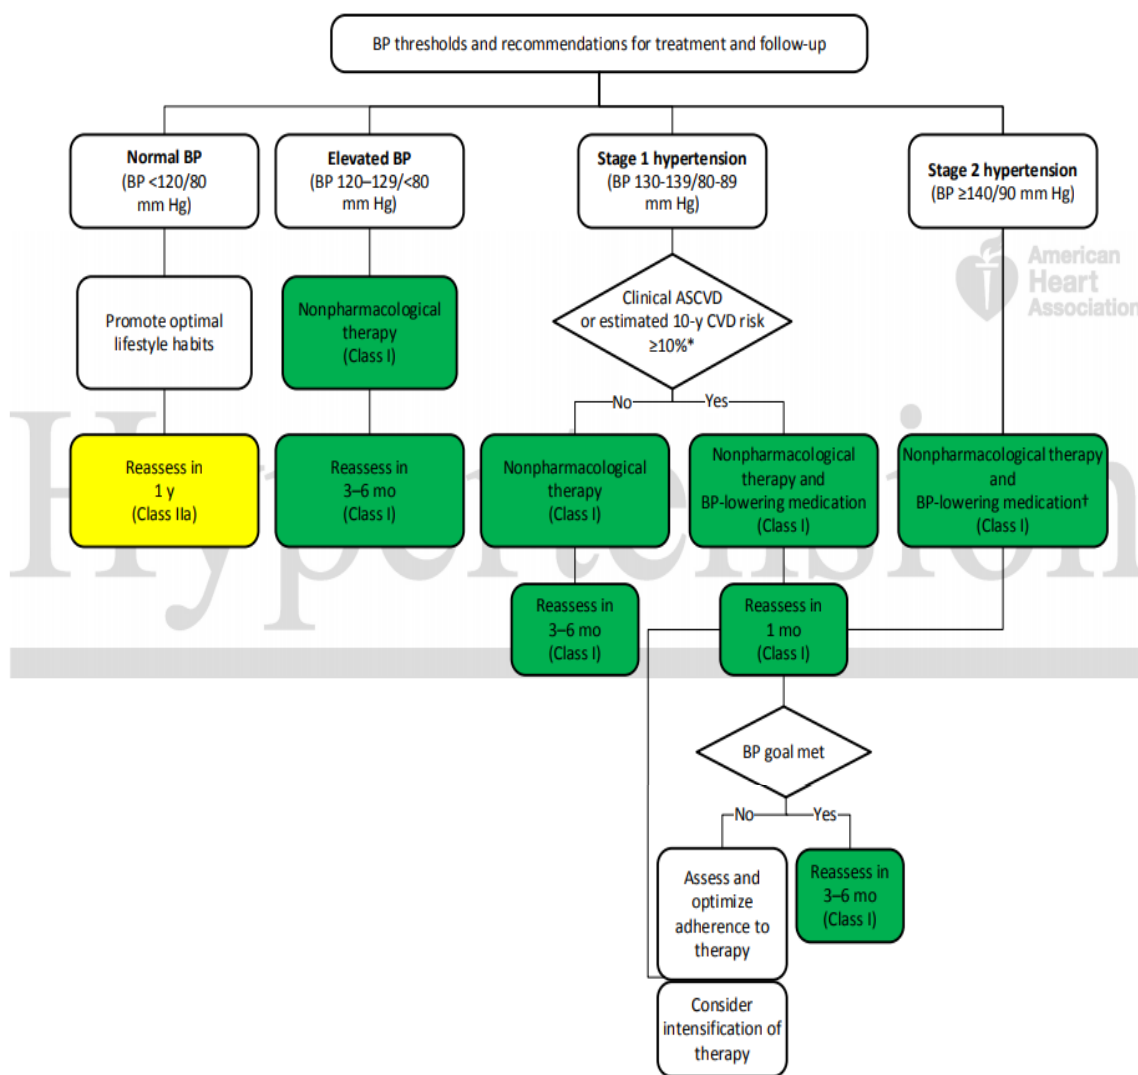 BP thresholds and recommendations for treatment and follow-up
Normal BP
(BP <120/80
mm Hg)
Elevated BP
(BP 120–129/<80
mm Hg)
Stage 1 hypertension
(BP 130-139/80-89
mm Hg)
Stage 2 hypertension
(BP ≥140/90 mm Hg)
American
Heart
Association
Promote optimal
lifestyle habits
Nonpharmacological
therapy
(Class I)
Clinical ASCVD
or estimated 10-y CVD risk
≥10%*
No
Yes
Hypertension
Reassess in
1 y
(Class IIa)
Reassess in
3–6 mo
(Class I)
Nonpharmacological
therapy
(Class I)
Nonpharmacological
therapy and
BP-lowering medication
(Class I)
Nonpharmacological therapy
and
BP-lowering medication†
(Class I)
Reassess in
3–6 mo
(Class I)
Reassess in
1 mo
(Class I)
BP goal met
No
Yes
Assess and
optimize
adherence to
therapy
Reassess in
3–6 mo
(Class I)
Consider
intensification of
therapy